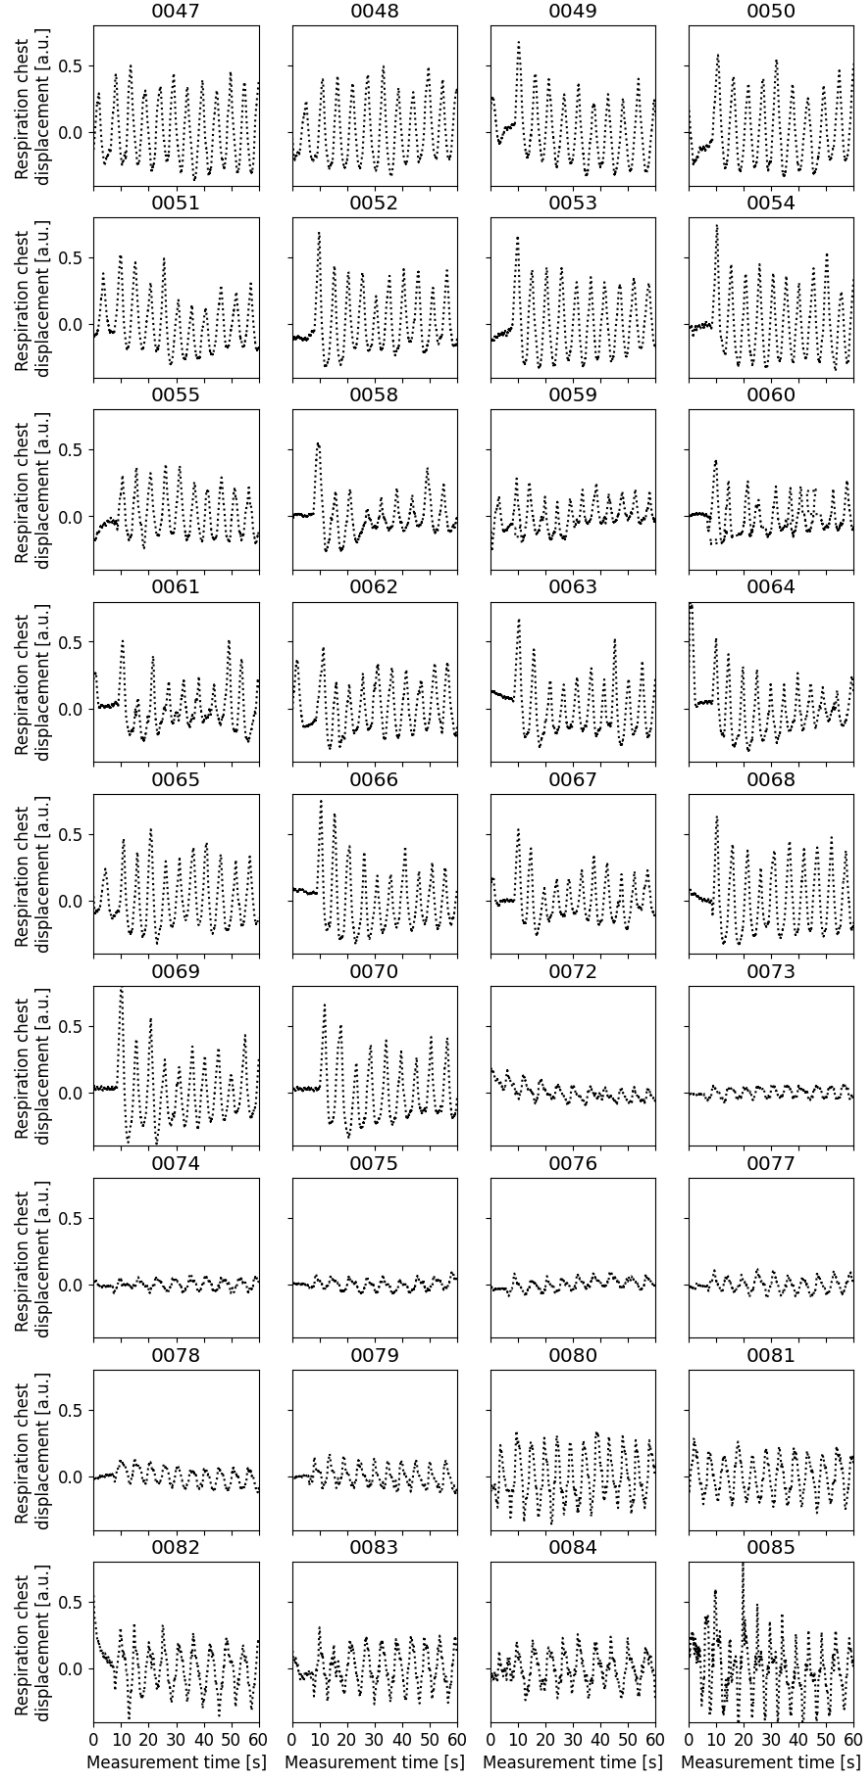 0047 0048 0049 0050
Respiration chest
displacement [a.u.]
0.5
0.0
0051 0052 0053 0054
Respiration chest
displacement [a.u.]
0.5
0.0
0055 0058 0059 0060
Respiration chest
displacement [a.u.]
0.5
0.0
0061 0062 0063 0064
Respiration chest
displacement [a.u.]
0.5
0.0
0065 0066 0067 0068
Respiration chest
displacement [a.u.]
0.5
0.0
0069 0070 0072 0073
Respiration chest
displacement [a.u.]
0.5
0.0
0074 0075 0076 0077
Respiration chest
displacement [a.u.]
0.5
0.0
0078 0079 0080 0081
Respiration chest
displacement [a.u.]
0.5
0.0
0082 0083 0084 0085
Respiration chest
displacement [a.u.]
0.5
0.0
0 10 20 30 40 50 60 0 10 20 30 40 50 60 0 10 20 30 40 50 60 0 10 20 30 40 50 60
Measurement time [s] Measurement time [s] Measurement time [s] Measurement time [s]